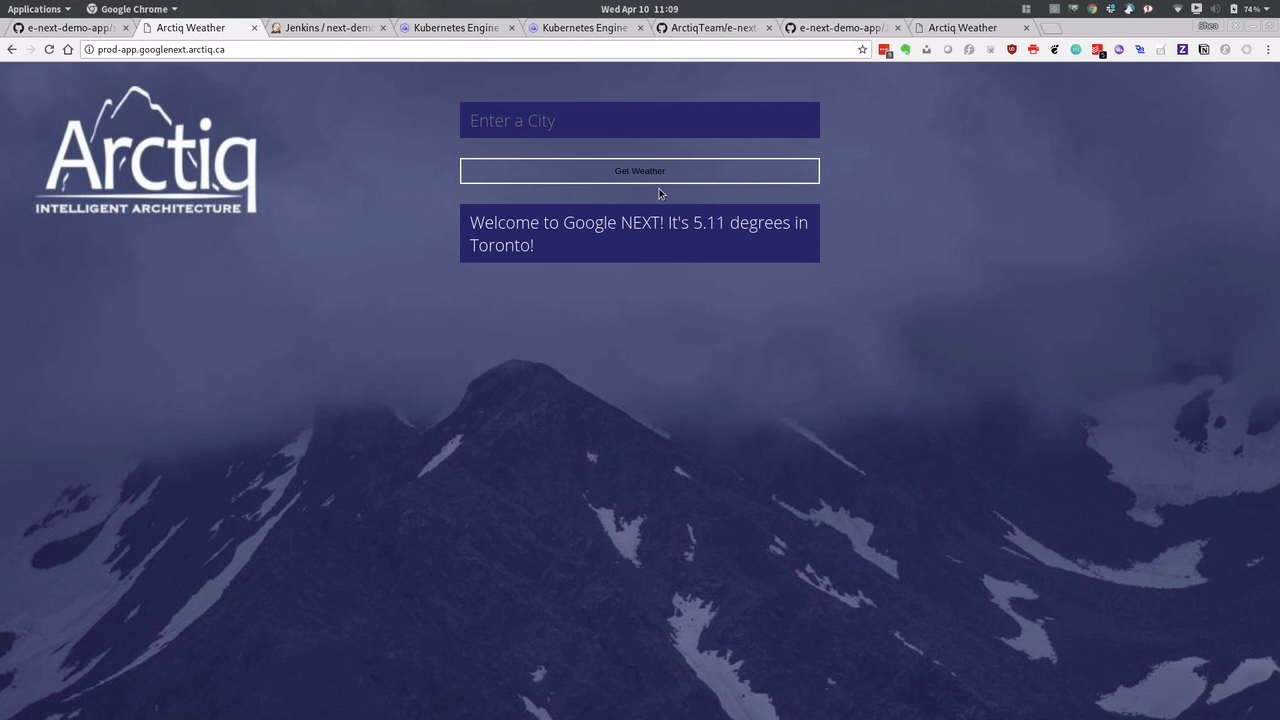 Applications
Google Chrome
Wed Apr 10 11:09
74%
e-next-demo-app/
Arctiq Weather
Jenkins / next-dem
Kubernetes Engine
Kubernetes Engine
ArctiqTeam/e-next
e-next-demo-app/
Arctiq Weather
Shea
prod-app.googlenext.arctiq.ca
Arctiq
INTELLIGENT ARCHITECTURE
Enter a City
Get Weather
Welcome to Google NEXT! It's 5.11 degrees in
Toronto!